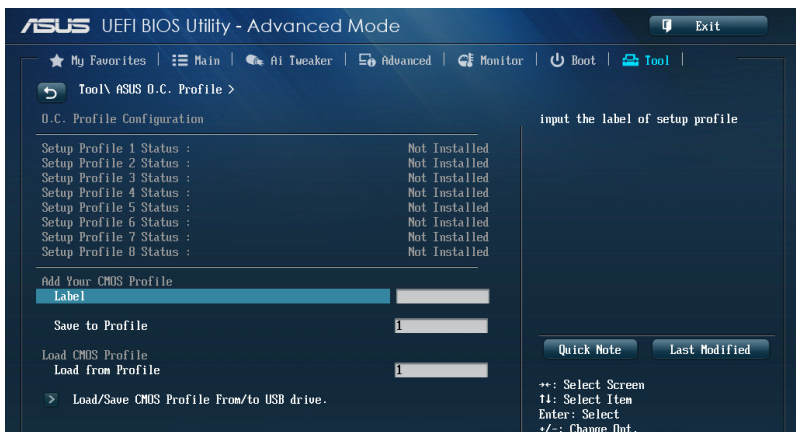 ASUS UEFI BIOS Utility - Advanced Mode
Exit
My Favorites | Main | Ai Tweaker | Advanced | Monitor | Boot | Tool |
Tool\ ASUS O.C. Profile >
O.C. Profile Configuration
input the label of setup profile
Setup Profile 1 Status : Not Installed
Setup Profile 2 Status : Not Installed
Setup Profile 3 Status : Not Installed
Setup Profile 4 Status : Not Installed
Setup Profile 5 Status : Not Installed
Setup Profile 6 Status : Not Installed
Setup Profile 7 Status : Not Installed
Setup Profile 8 Status : Not Installed
Add Your CMOS Profile
Label
Save to Profile 1
Load CMOS Profile
Load from Profile 1
> Load/Save CMOS Profile From/to USB drive.
Quick Note
Last Modified
→←: Select Screen
↑↓: Select Item
Enter: Select
+/-: Change Opt.